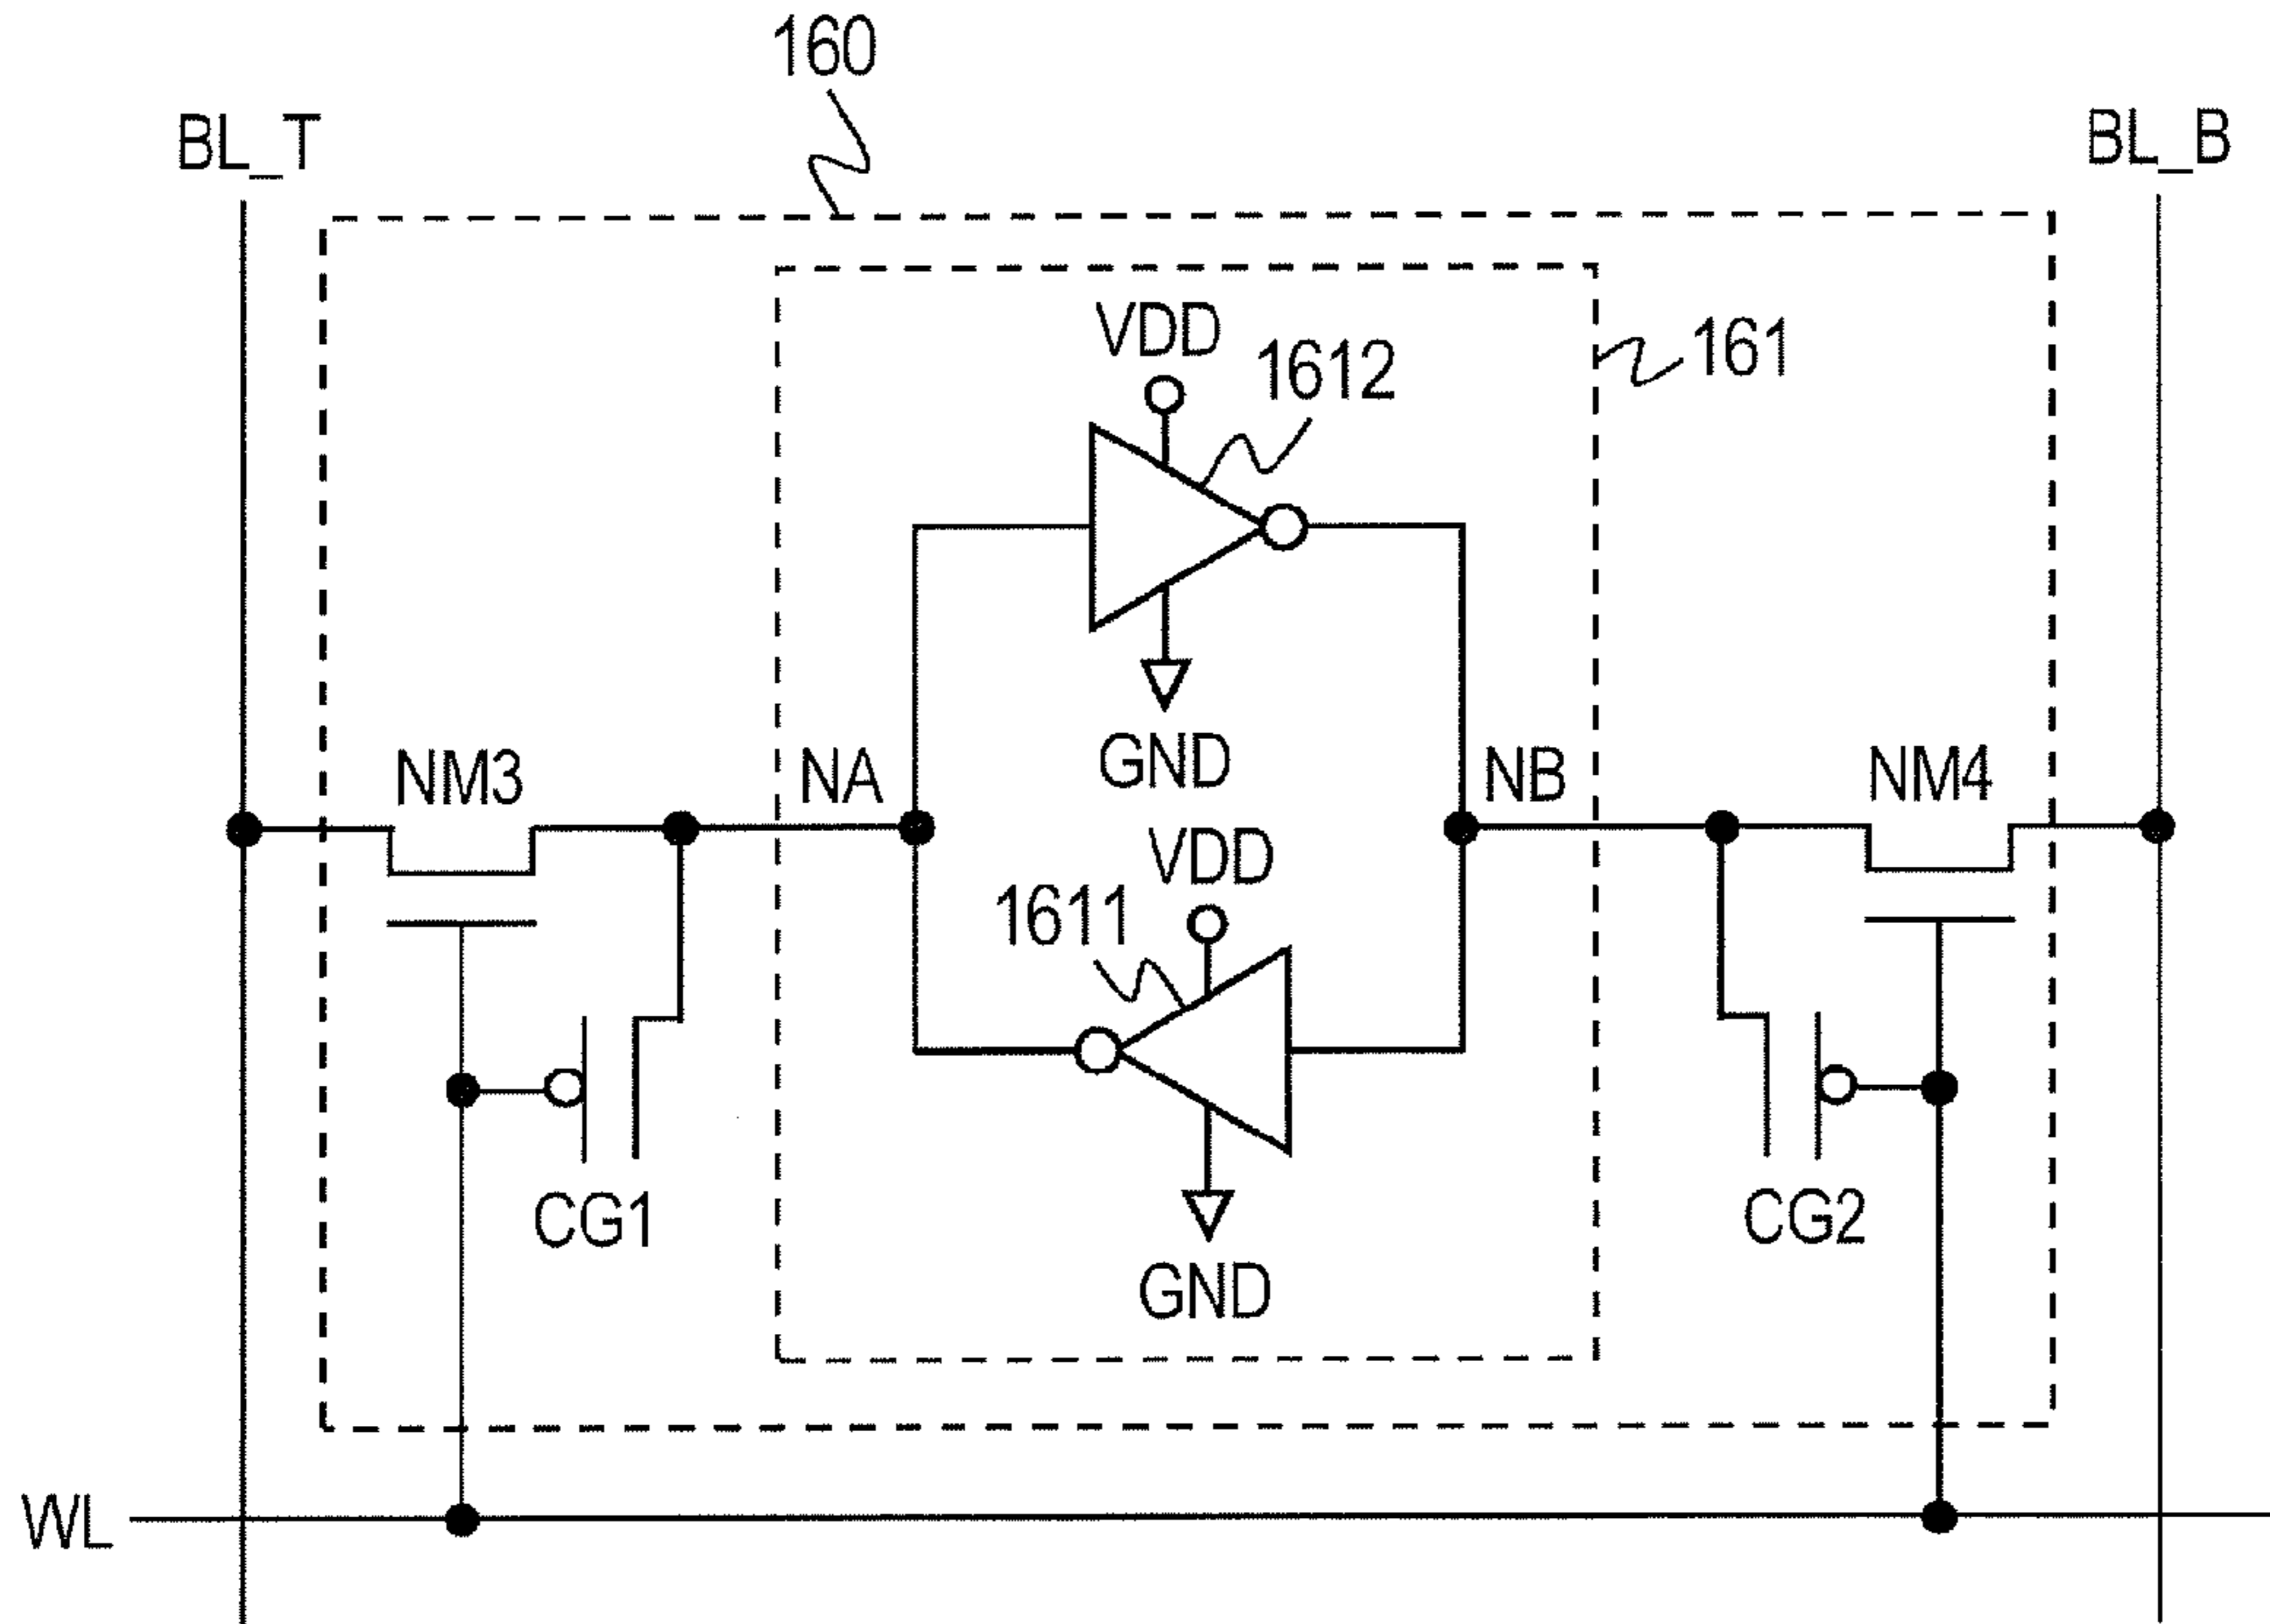 160
BL_T
BL_B
VDD
1612
161
NM3
NA
GND
NB
NM4
VDD
1611
CG1
CG2
GND
WL